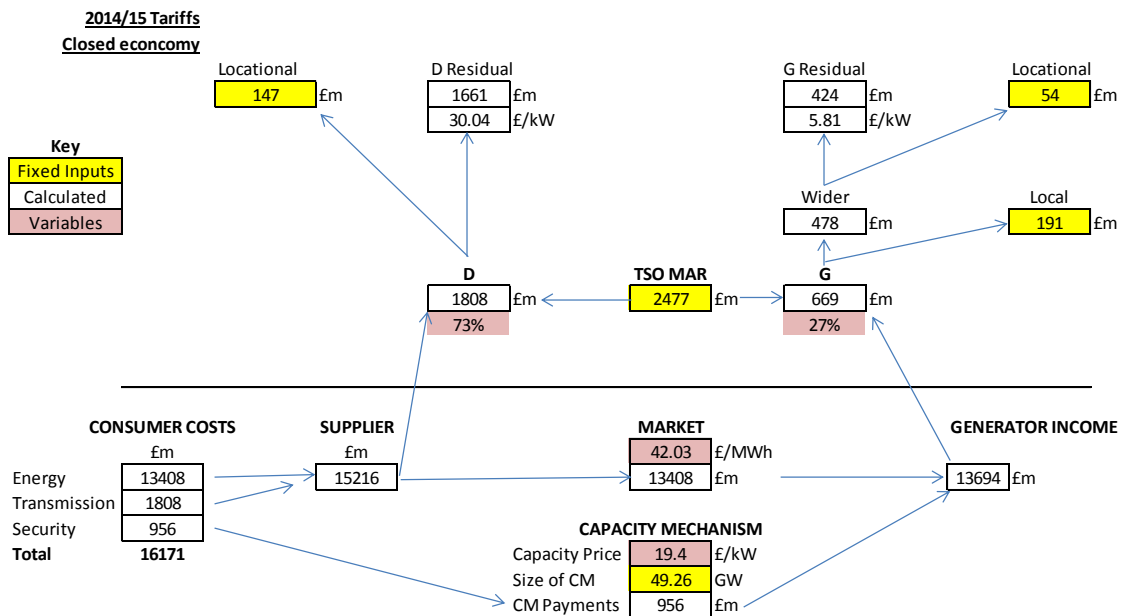 2014/15 Tariffs
Closed econcomy
Locational D Residual G Residual Locational
147 £m 1661 £m 424 £m 54 £m
30.04 £/kW 5.81 £/kW
Key
Fixed Inputs
Calculated
Variables
Wider Local
478 £m 191 £m
D TSO MAR G
1808 £m 2477 £m 669 £m
73% 27%
CONSUMER COSTS SUPPLIER MARKET GENERATOR INCOME
£m £m 42.03 £/MWh
Energy 13408 15216 13408 £m 13694 £m
Transmission 1808
Security 956
Total 16171
CAPACITY MECHANISM
Capacity Price 19.4 £/kW
Size of CM 49.26 GW
CM Payments 956 £m